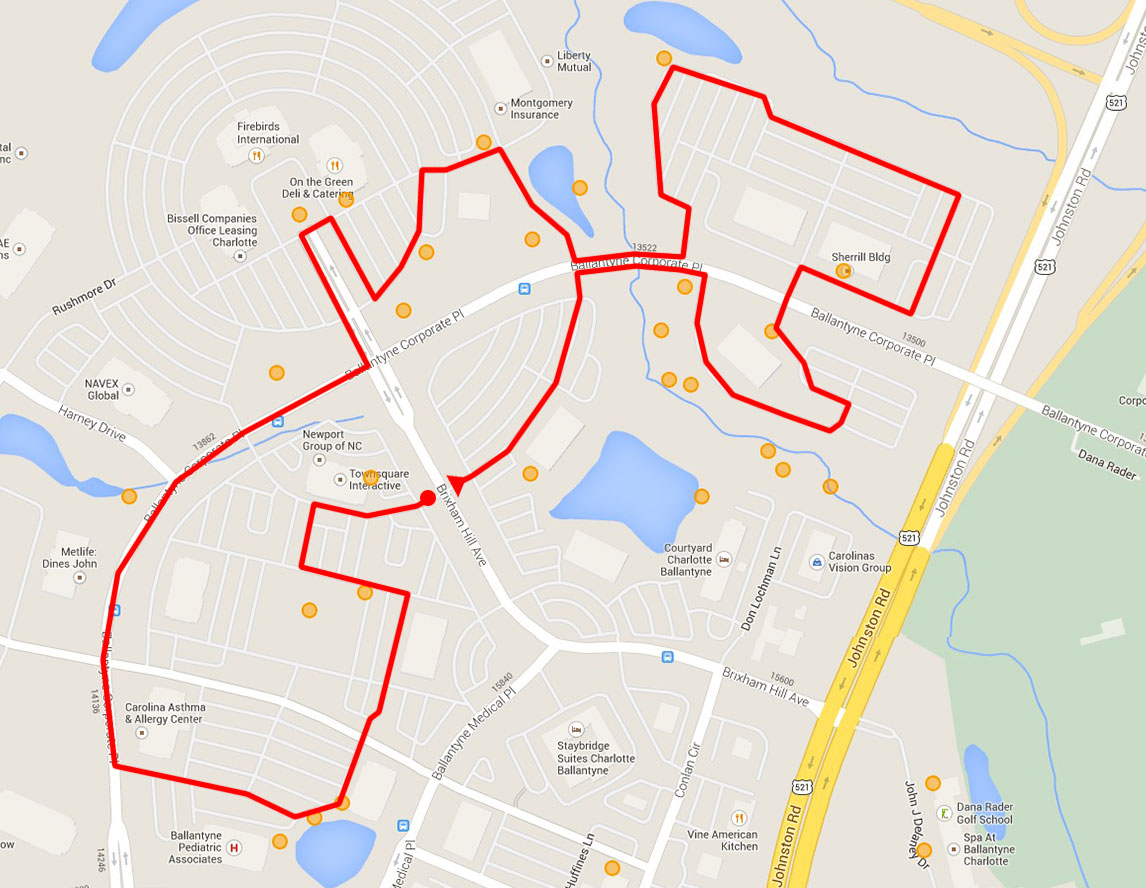 Liberty
Mutual
Montgomery
Insurance
Firebirds
International
On the Green
Deli & Catering
Bissell Companies
Office Leasing
Charlotte
Rushmore Dr
NAVEX
Global
Harney Drive
13862
Ballantyne Corporate Pl
Ballantyne Corporate Pl
13522
Ballantyne Corporate Pl
Sherrill Bldg
Ballantyne Corporate Pl
13500
Johnston Rd
521
Johnston Rd
521
Ballantyne Corporate
Dana Rader
Johnston Rd
521
Newport
Group of NC
Townsquare
Interactive
Brixham Hill Ave
Metlife:
Dines John
Courtyard
Charlotte
Ballantyne
Don Lochman Ln
Carolinas
Vision Group
Johnston Rd
Ballantyne Corporate Pl
14136
Carolina Asthma
& Allergy Center
15840
Ballantyne Medical Pl
15600
Brixham Hill Ave
Staybridge
Suites Charlotte
Ballantyne
Conlan Cir
521
Johnston Rd
Vine American
Kitchen
John J Delaney Dr
Dana Rader
Golf School
Spa At
Ballantyne
Charlotte
Ballantyne
Pediatric
Associates
H
14246
Medical Pl
Huffines Ln